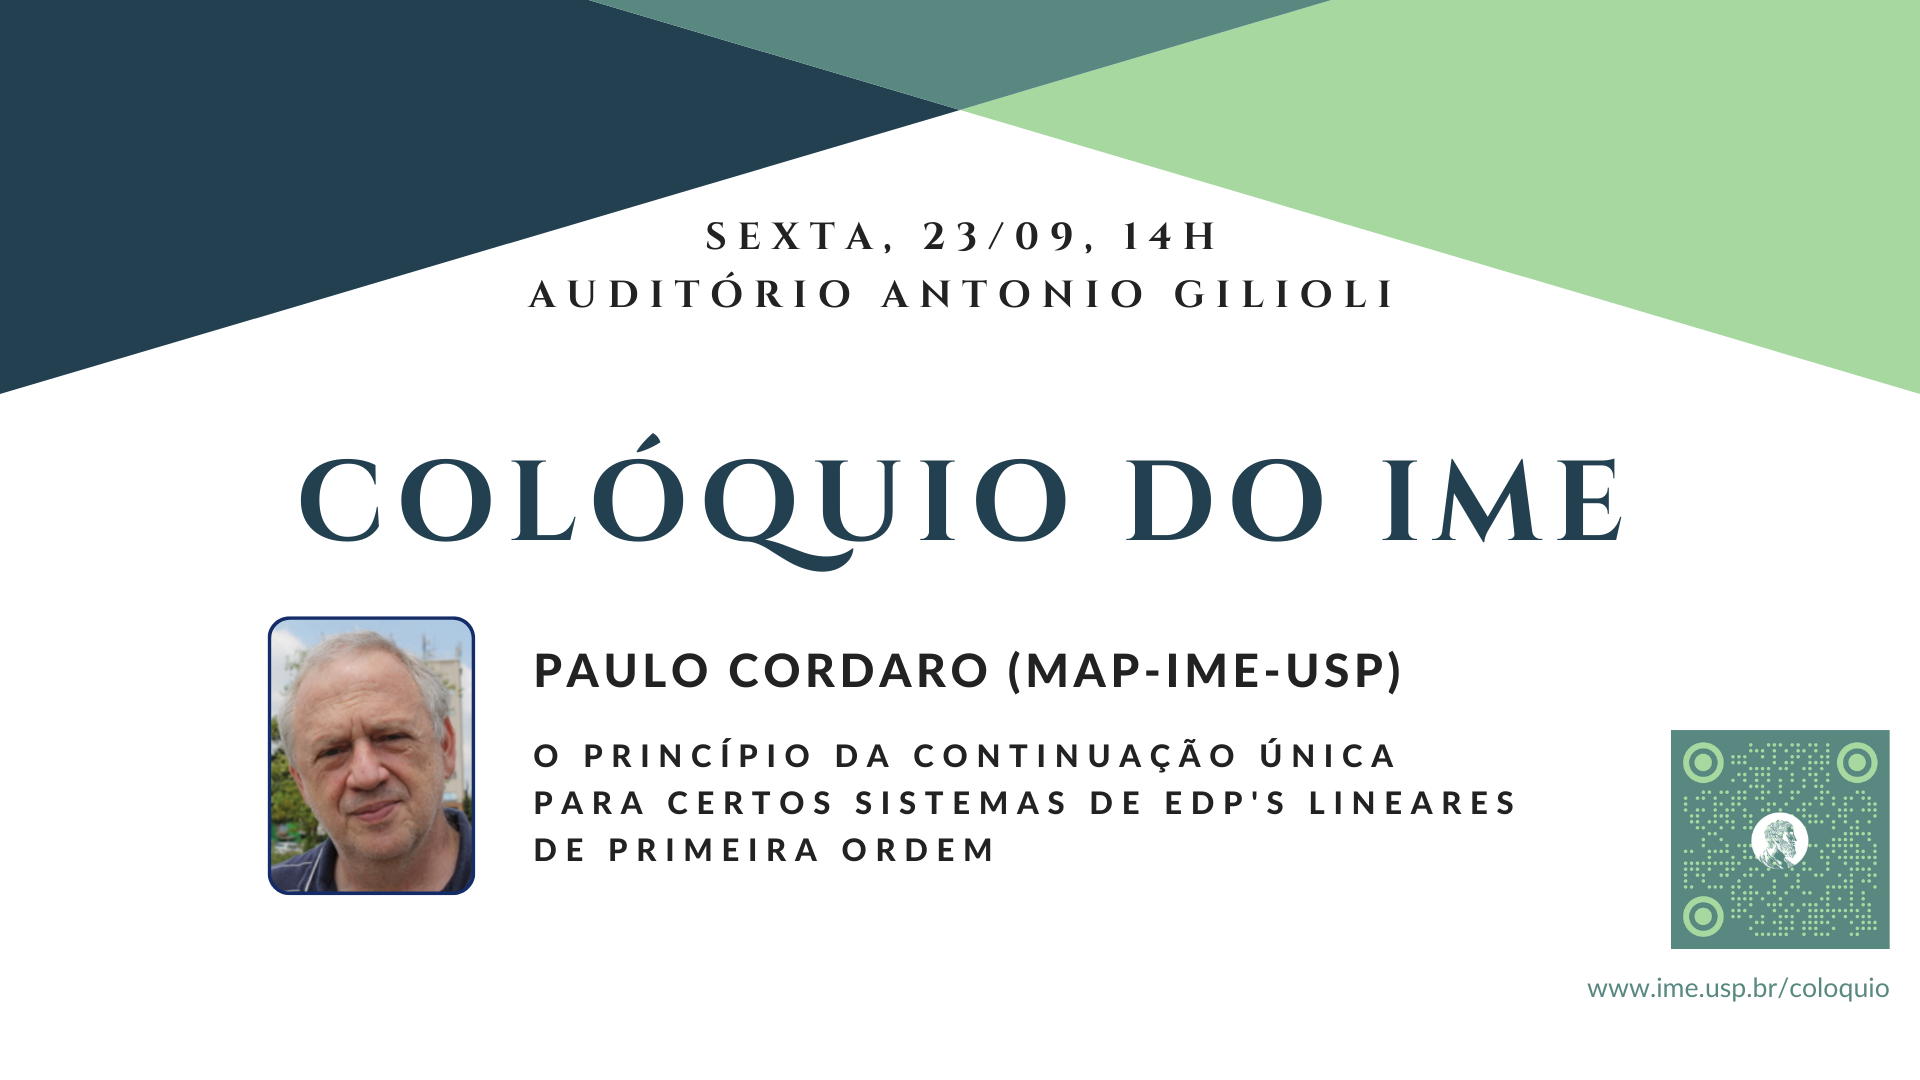 SEXTA, 23/09, 14H
AUDITÓRIO ANTONIO GILIOLI
COLÓQUIO DO IME
PAULO CORDARO (MAP-IME-USP)
O PRINCÍPIO DA CONTINUAÇÃO ÚNICA
PARA CERTOS SISTEMAS DE EDP'S LINEARES
DE PRIMEIRA ORDEM
www.ime.usp.br/coloquio